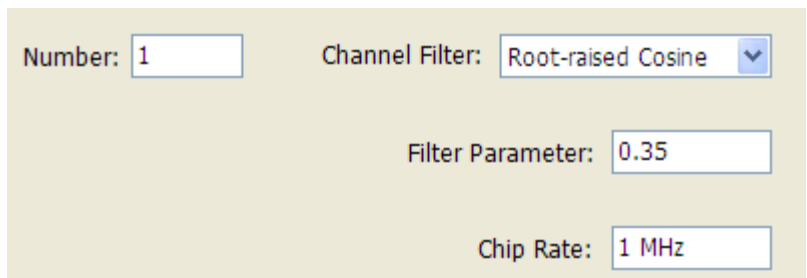 Number: 1 Channel Filter: Root-raised Cosine
Filter Parameter: 0.35
Chip Rate: 1 MHz